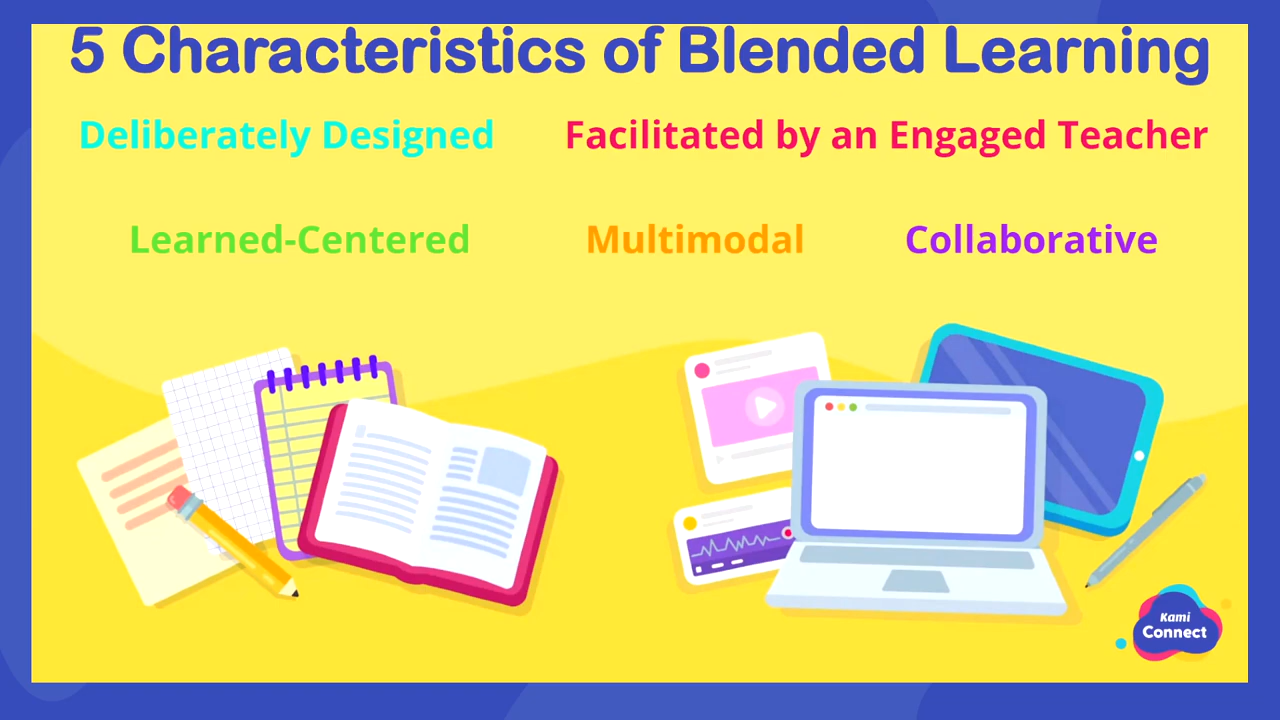 5 Characteristics of Blended Learning
Deliberately Designed
Facilitated by an Engaged Teacher
Learned-Centered
Multimodal
Collaborative
Kami
Connect